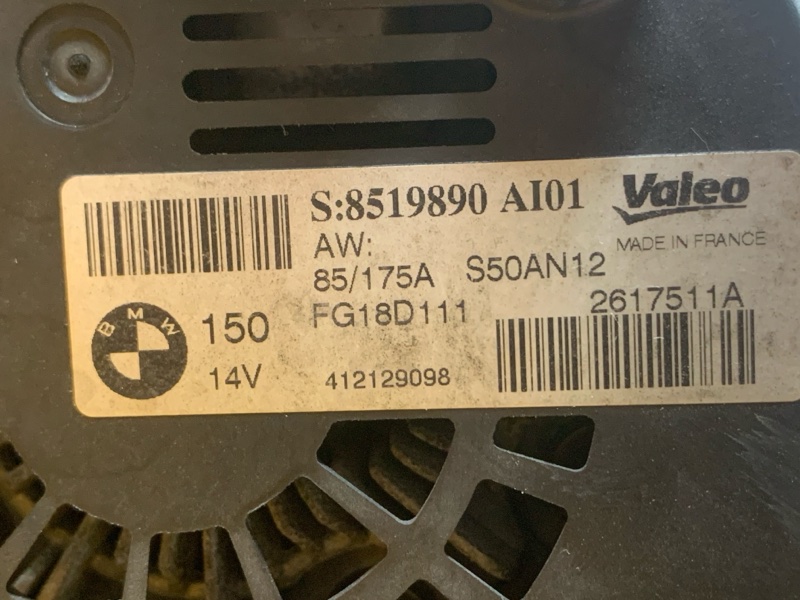 S:8519890 AI01
Valeo
MADE IN FRANCE
AW:
85/175A S50AN12
FG18D111
2617511A
BMW
150
14V
412129098